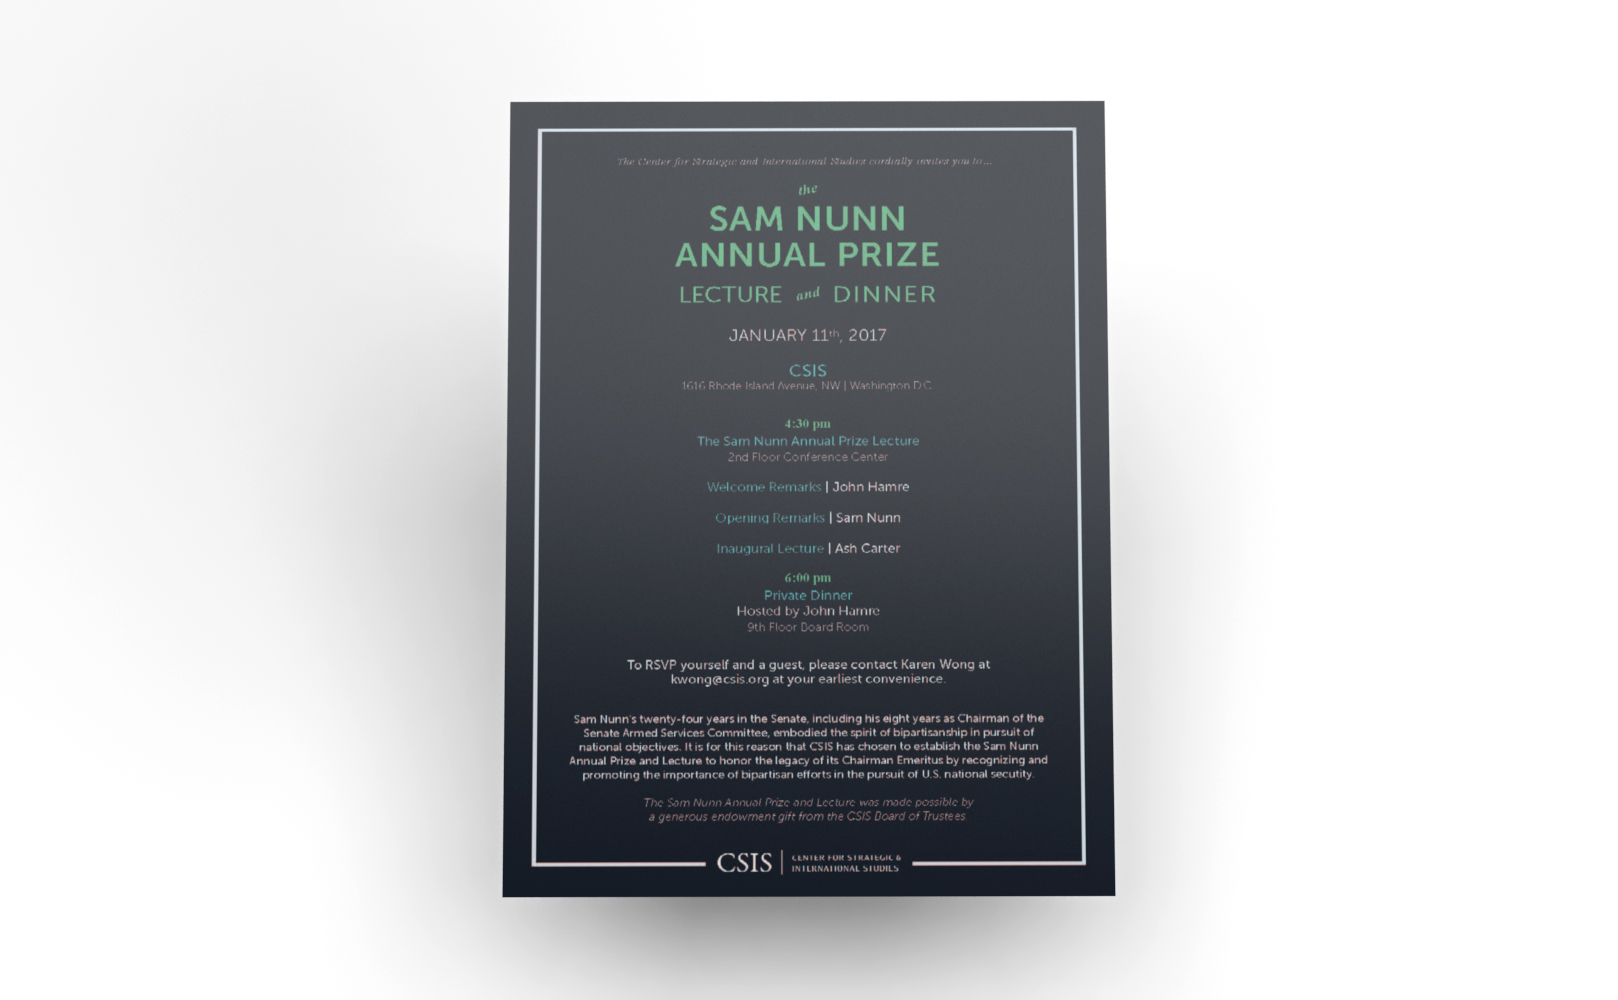 The Center for Strategic and International Studies cordially invites you to...
the
SAM NUNN
ANNUAL PRIZE
LECTURE and DINNER
JANUARY 11th, 2017
CSIS
1616 Rhode Island Avenue, NW | Washington D.C.
4:30 pm
The Sam Nunn Annual Prize Lecture
2nd Floor Conference Center
Welcome Remarks | John Hamre
Opening Remarks | Sam Nunn
Inaugural Lecture | Ash Carter
6:00 pm
Private Dinner
Hosted by John Hamre
9th Floor Board Room
To RSVP yourself and a guest, please contact Karen Wong at
kwong@csis.org at your earliest convenience.
Sam Nunn's twenty-four years in the Senate, including his eight years as Chairman of the
Senate Armed Services Committee, embodied the spirit of bipartisanship in pursuit of
national objectives. It is for this reason that CSIS has chosen to establish the Sam Nunn
Annual Prize and Lecture to honor the legacy of its Chairman Emeritus by recognizing and
promoting the importance of bipartisan efforts in the pursuit of U.S. national secutity.
The Sam Nunn Annual Prize and Lecture was made possible by
a generous endowment gift from the CSIS Board of Trustees.
CSIS | CENTER FOR STRATEGIC &
INTERNATIONAL STUDIES